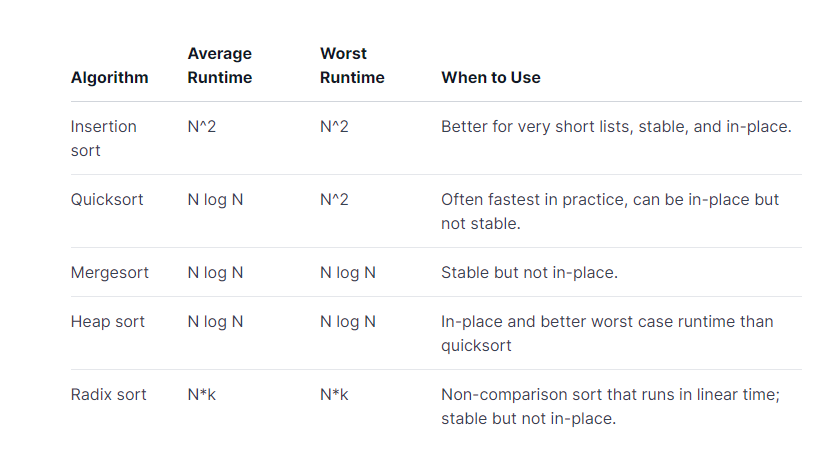 Algorithm Average Runtime Worst Runtime When to Use
Insertion sort N^2 N^2 Better for very short lists, stable, and in-place.
Quicksort N log N N^2 Often fastest in practice, can be in-place but
not stable.
Mergesort N log N N log N Stable but not in-place.
Heap sort N log N N log N In-place and better worst case runtime than
quicksort
Radix sort N*k N*k Non-comparison sort that runs in linear time;
stable but not in-place.